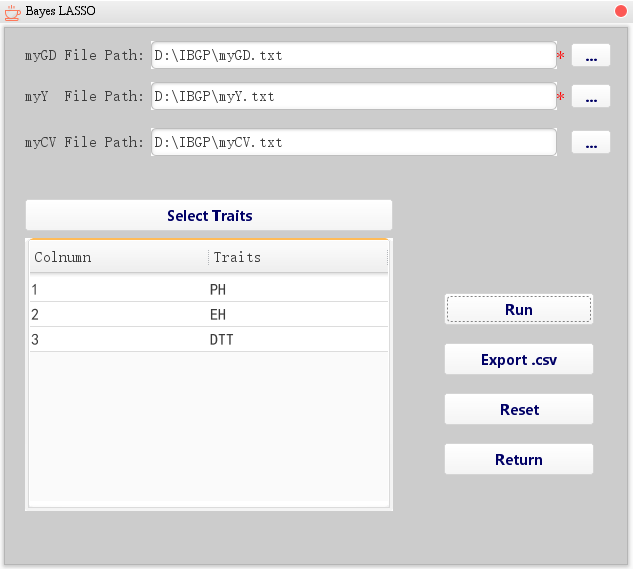 Bayes LASSO
myGD File Path: D:\IBGP\myGD.txt * ...
myY File Path: D:\IBGP\myY.txt * ...
myCV File Path: D:\IBGP\myCV.txt ...
Select Traits
Colnumn Traits
1 PH
2 EH
3 DTT
Run
Export .csv
Reset
Return